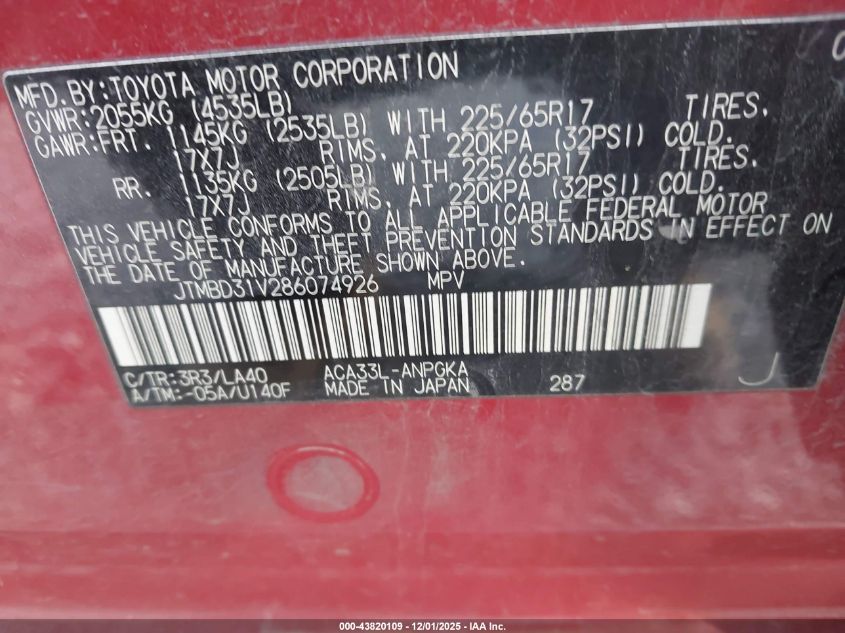 MFD.BY:TOYOTA MOTOR CORPORATION
GVWR:2055KG (4535LB)
GAWR:FRT. 1145KG (2535LB) WITH 225/65R17 TIRES.
17X7J RIMS, AT 220KPA (32PSI) COLD.
RR. 1135KG (2505LB) WITH 225/65R17 TIRES.
17X7J RIMS, AT 220KPA (32PSI) COLD.
THIS VEHICLE CONFORMS TO ALL APPLICABLE FEDERAL MOTOR
VEHICLE SAFETY AND THEFT PREVENTION STANDARDS IN EFFECT ON
THE DATE OF MANUFACTURE SHOWN ABOVE.
JTMBD31V286074926 MPV
C/TR:3R3/LA40 ACA33L-ANPGKA
A/TM:-05A/U140F MADE IN JAPAN 287 J
000-43820109 - 12/01/2025 - IAA Inc.